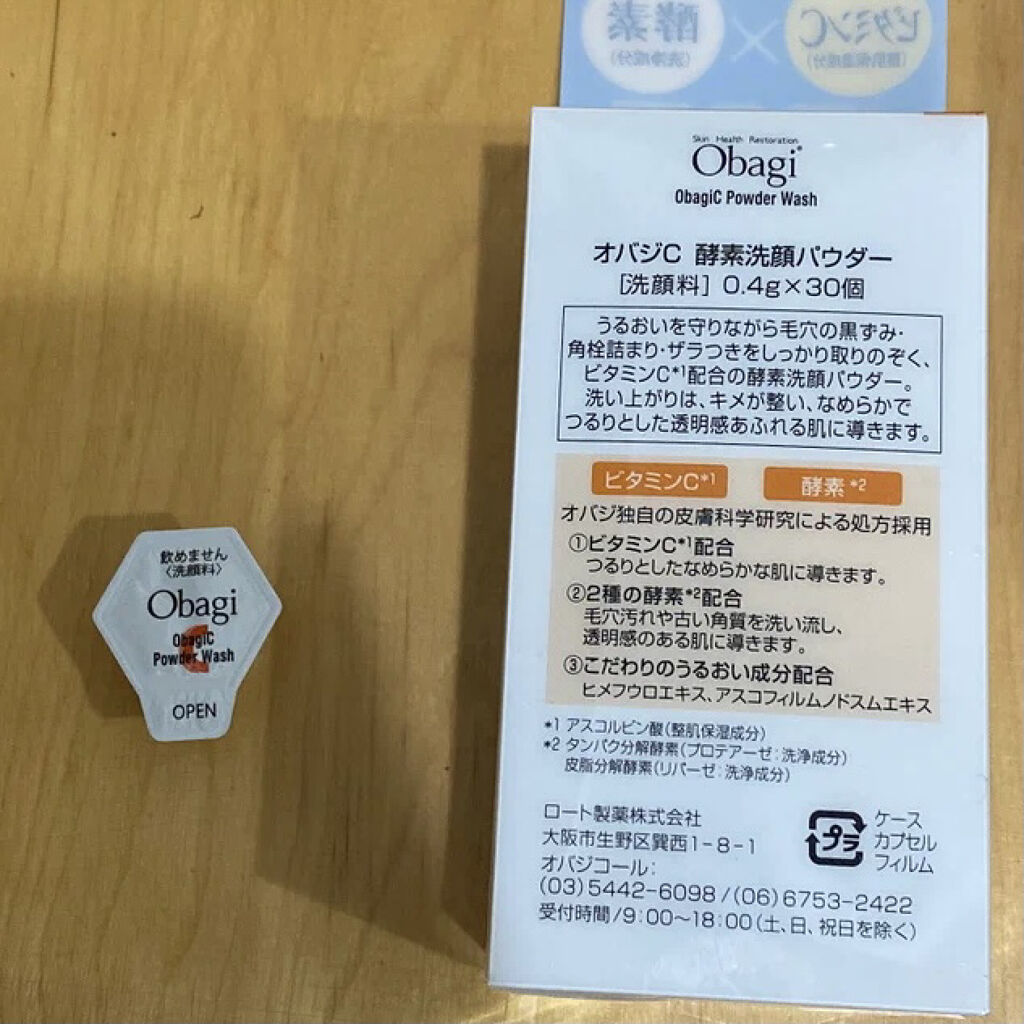 酵素
(洗浄成分)
×
ビタミンC
(整肌保湿成分)
Skin Health Restoration
Obagi®
ObagiC Powder Wash
オバジC 酵素洗顔パウダー
[洗顔料] 0.4g×30個
うるおいを守りながら毛穴の黒ずみ・
角栓詰まり・ザラつきをしっかり取りのぞく、
ビタミンC*1配合の酵素洗顔パウダー。
洗い上がりは、キメが整い、なめらかで
つるりとした透明感あふれる肌に導きます。
ビタミンC*1
酵素*2
オバジ独自の皮膚科学研究による処方採用
①ビタミンC*1配合
つるりとしたなめらかな肌に導きます。
②2種の酵素*2配合
毛穴汚れや古い角質を洗い流し、
透明感のある肌に導きます。
③こだわりのうるおい成分配合
ヒメフウロエキス、アスコフィルムノドスムエキス
*1 アスコルビン酸(整肌保湿成分)
*2 タンパク分解酵素(プロテアーゼ:洗浄成分)
皮脂分解酵素(リパーゼ:洗浄成分)
ロート製薬株式会社
大阪市生野区巽西1-8-1
オバジコール:
(03)5442-6098/(06)6753-2422
受付時間/9:00〜18:00(土、日、祝日を除く)
プラ
ケース
カプセル
フィルム
飲めません
〈洗顔料〉
Obagi
C
ObagiC
Powder Wash
OPEN